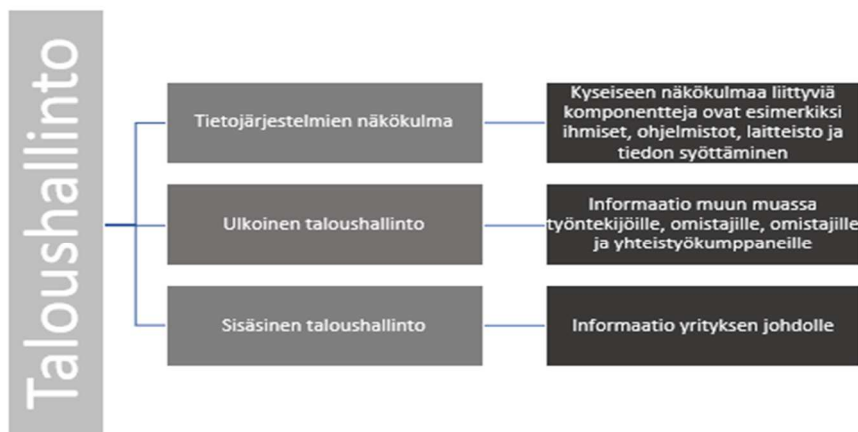 Taloushallinto
Tietojärjestelmien näkökulma
Kyseiseen näkökulmaa liittyviä
komponentteja ovat esimerkiksi
ihmiset, ohjelmistot, laitteisto ja
tiedon syöttäminen
Ulkoinen taloushallinto
Informaatio muun muassa
työntekijöille, omistajille, omistajille
ja yhteistyökumppaneille
Sisäsinen taloushallinto
Informaatio yrityksen johdolle